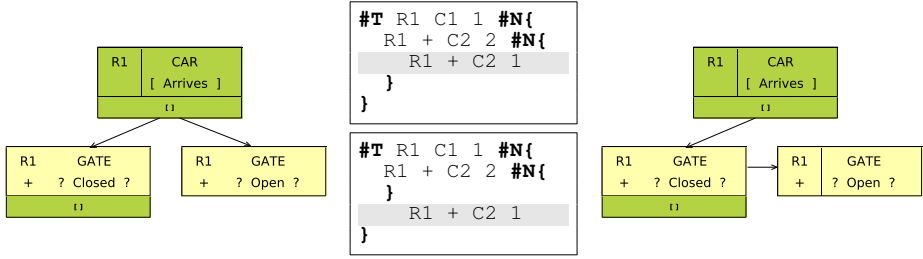 R1 CAR
[ Arrives ]
[]
R1 GATE
+ ? Closed ?
[]
R1 GATE
+ ? Open ?
#T R1 C1 1 #N{
R1 + C2 2 #N{
R1 + C2 1
}
}
#T R1 C1 1 #N{
R1 + C2 2 #N{
}
R1 + C2 1
}
R1 CAR
[ Arrives ]
[]
R1 GATE
+ ? Closed ?
[]
R1 GATE
+ ? Open ?